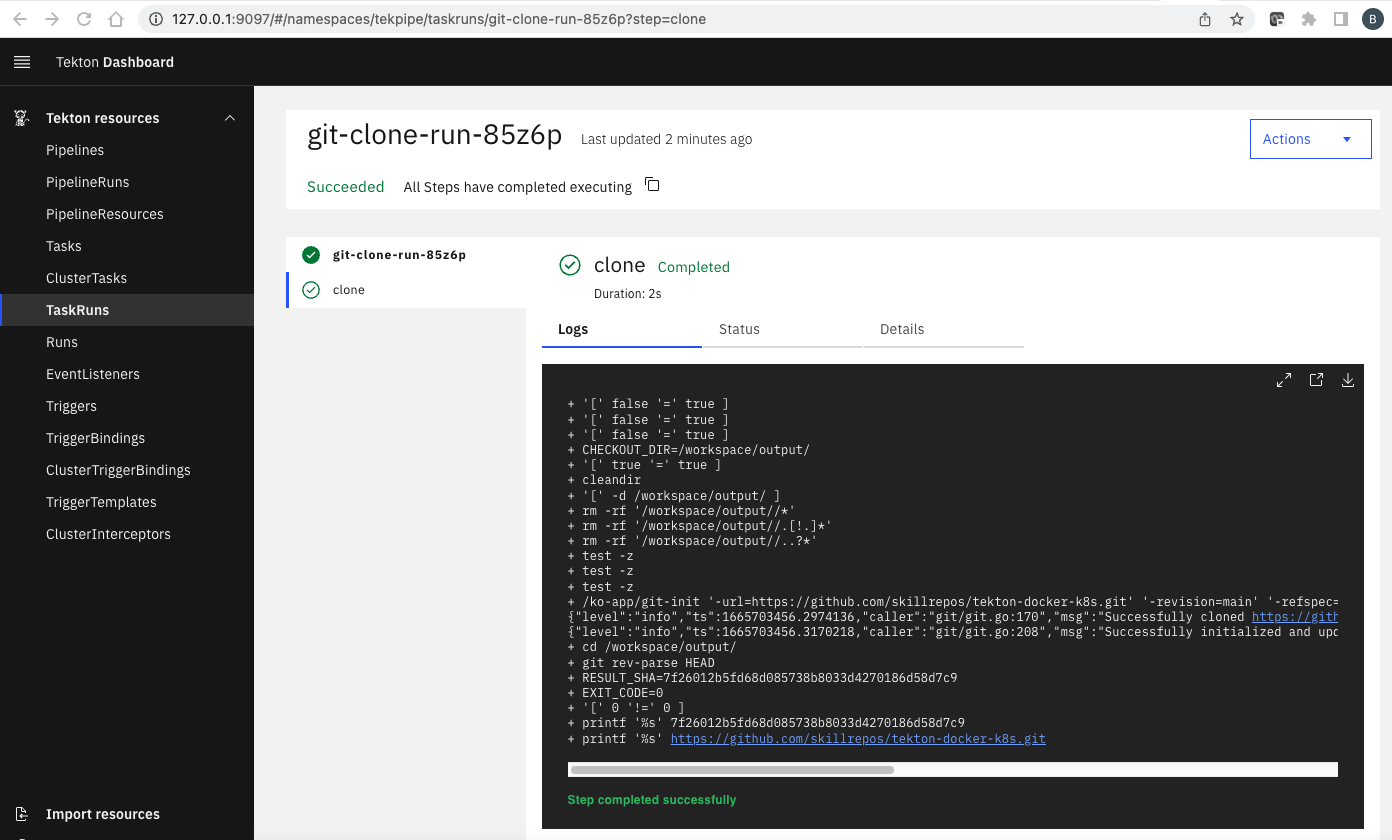 127.0.0.1:9097/#/namespaces/tekpipe/taskruns/git-clone-run-85z6p?step=clone
B
Tekton Dashboard
Tekton resources
Pipelines
PipelineRuns
PipelineResources
Tasks
ClusterTasks
TaskRuns
Runs
EventListeners
Triggers
TriggerBindings
ClusterTriggerBindings
TriggerTemplates
ClusterInterceptors
Import resources
git-clone-run-85z6p Last updated 2 minutes ago
Actions
Succeeded All Steps have completed executing
git-clone-run-85z6p
clone
clone Completed
Duration: 2s
Logs Status Details
+ '[' false '=' true ]
+ '[' false '=' true ]
+ '[' false '=' true ]
+ CHECKOUT_DIR=/workspace/output/
+ '[' true '=' true ]
+ cleandir
+ '[' -d /workspace/output/ ]
+ rm -rf '/workspace/output//*'
+ rm -rf '/workspace/output//.[!.]*'
+ rm -rf '/workspace/output//..?*'
+ test -z
+ test -z
+ test -z
+ /ko-app/git-init '-url=https://github.com/skillrepos/tekton-docker-k8s.git' '-revision=main' '-refspec=
{"level":"info","ts":1665703456.2974136,"caller":"git/git.go:170","msg":"Successfully cloned https://gith
{"level":"info","ts":1665703456.3170218,"caller":"git/git.go:208","msg":"Successfully initialized and upd
+ cd /workspace/output/
+ git rev-parse HEAD
+ RESULT_SHA=7f26012b5fd68d085738b8033d4270186d58d7c9
+ EXIT_CODE=0
+ '[' 0 '!=' 0 ]
+ printf '%s' 7f26012b5fd68d085738b8033d4270186d58d7c9
+ printf '%s' https://github.com/skillrepos/tekton-docker-k8s.git
Step completed successfully